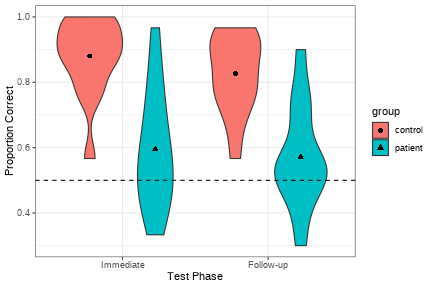 1.0
0.8
0.6
0.4
Proportion Correct
Immediate
Follow-up
Test Phase
group
control
patient